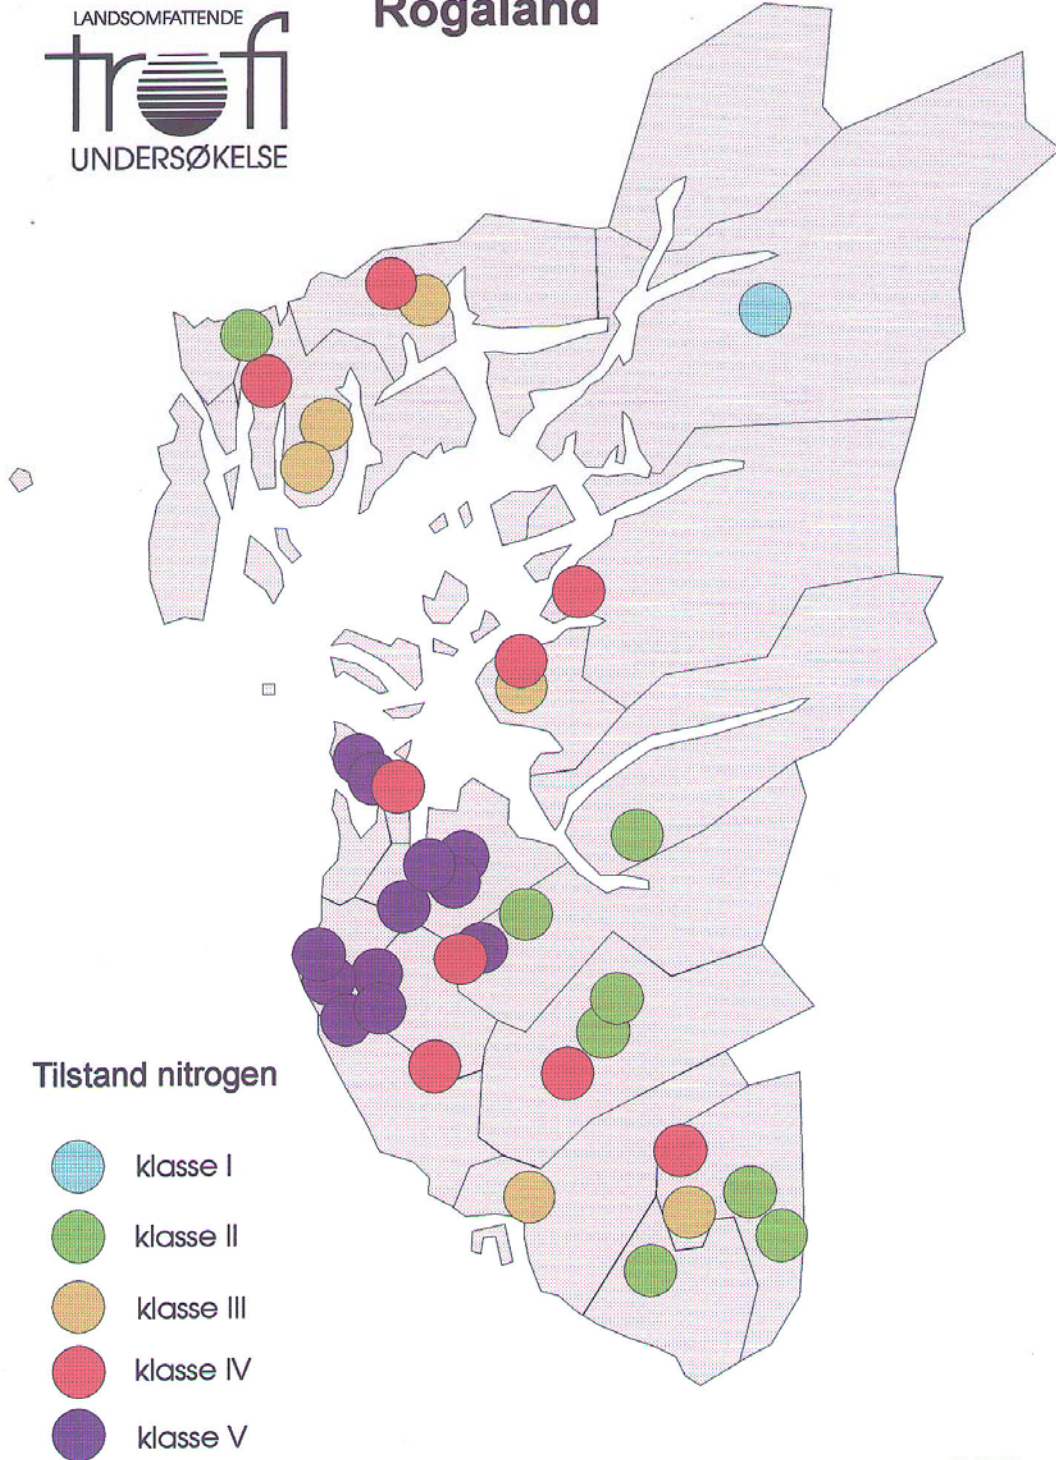 LANDSOMFATTENDE
trofi
UNDERSØKELSE
Rogaland
Tilstand nitrogen
klasse I
klasse II
klasse III
klasse IV
klasse V